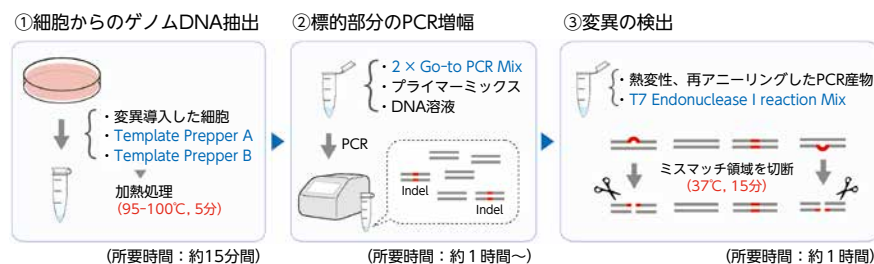 ①細胞からのゲノムDNA抽出
・変異導入した細胞
・Template Prepper A
・Template Prepper B
加熱処理
(95-100℃, 5分)
(所要時間：約15分間)
②標的部分のPCR増幅
・2 × Go-to PCR Mix
・プライマーミックス
・DNA溶液
PCR
Indel
Indel
(所要時間：約１時間～)
③変異の検出
・熱変性、再アニーリングしたPCR産物
・T7 Endonuclease I reaction Mix
ミスマッチ領域を切断
(37℃, 15分)
(所要時間：約１時間)